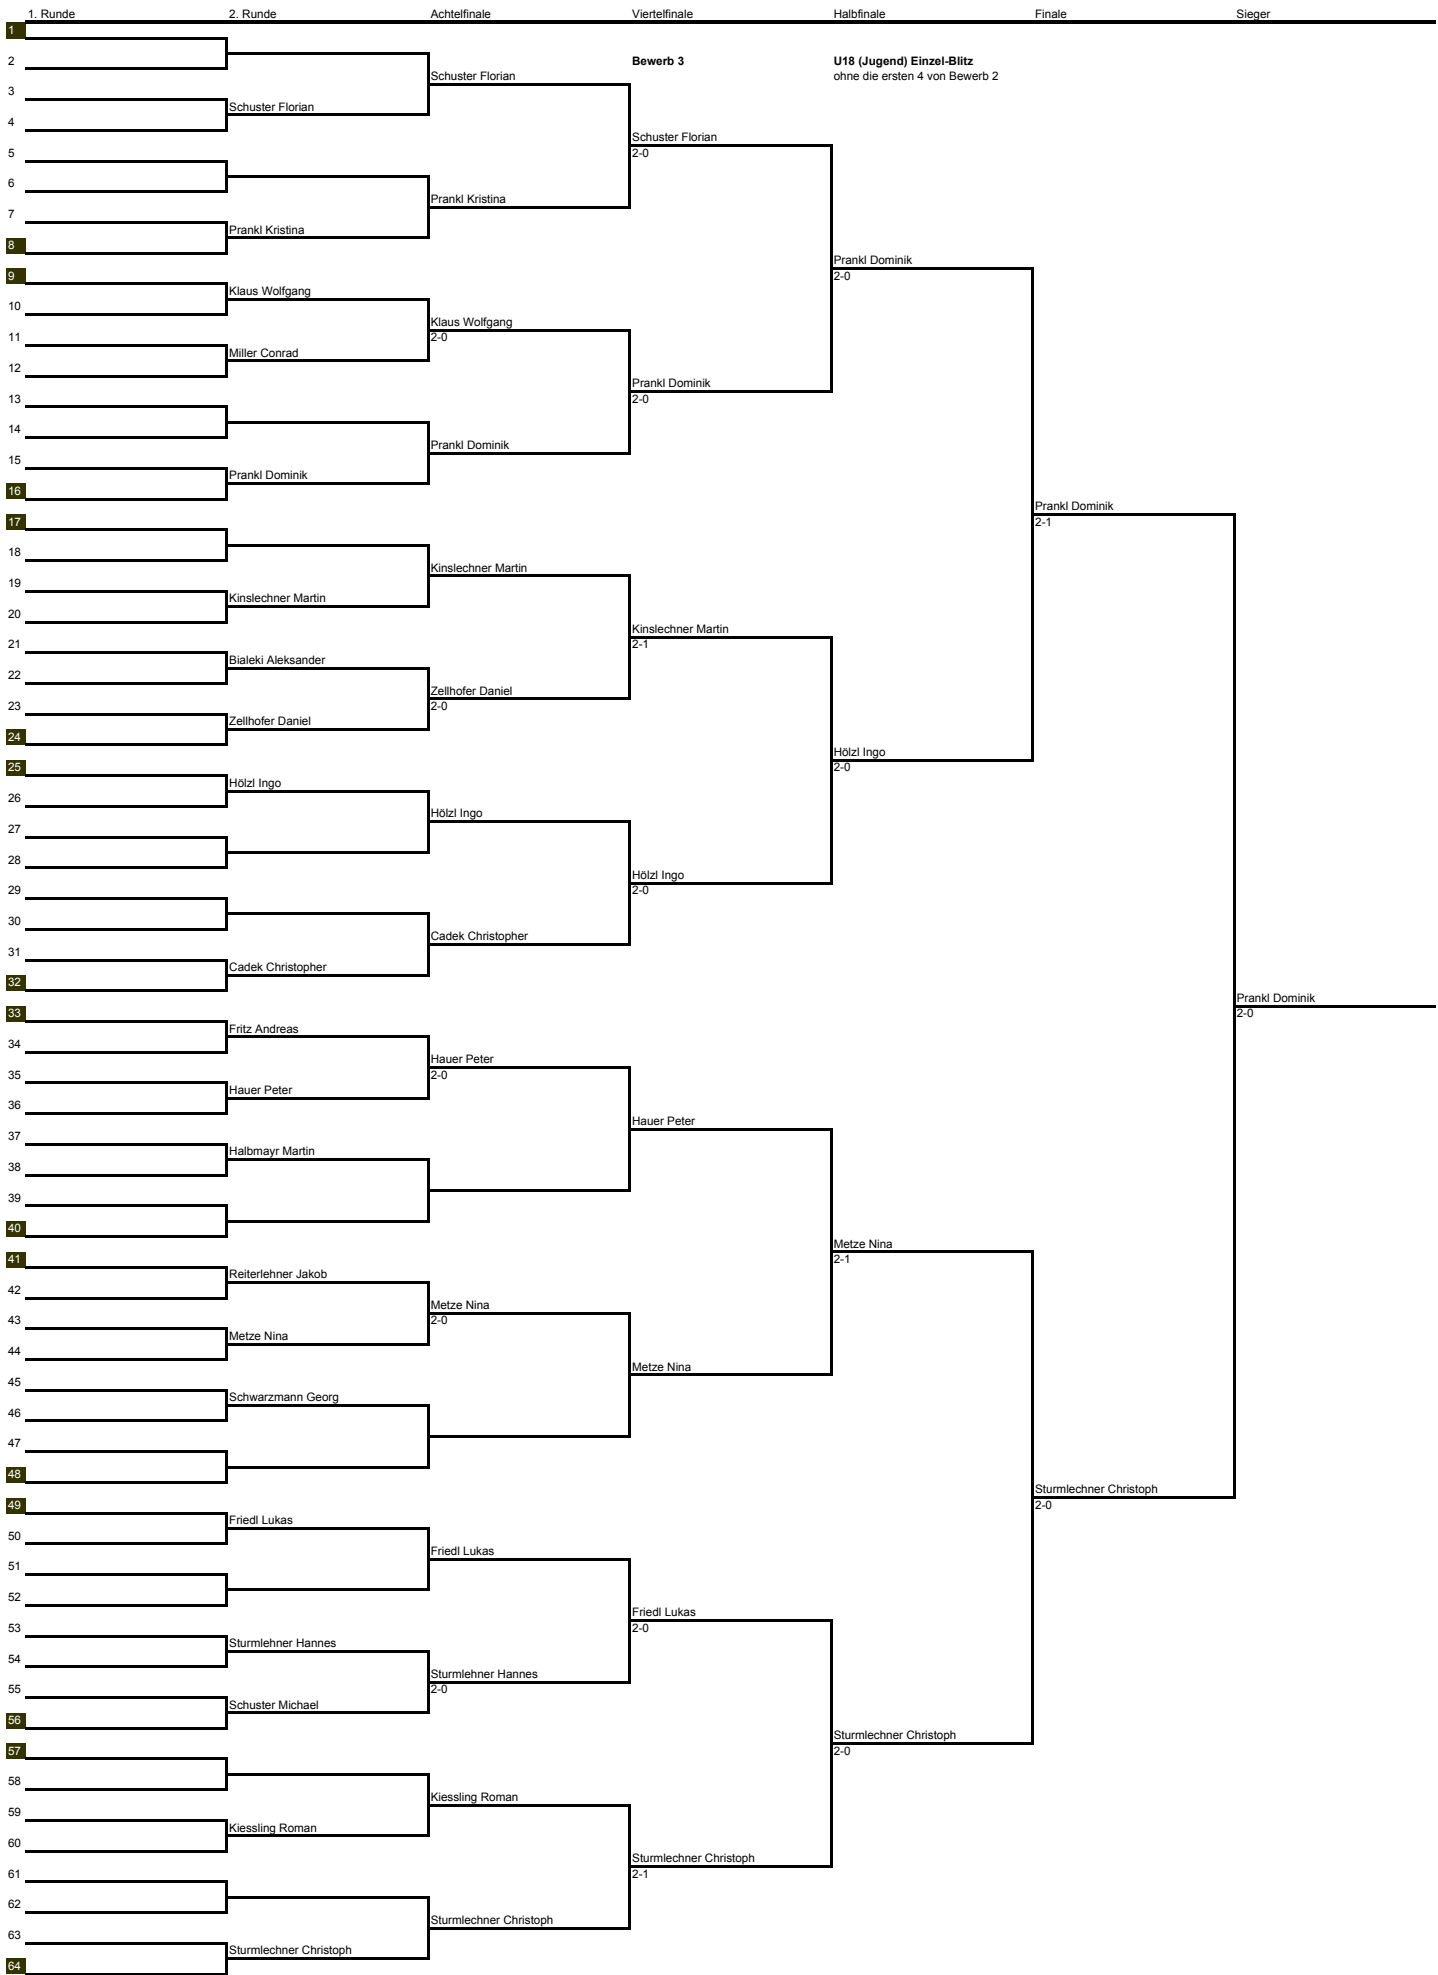 1. Runde 2. Runde Achtelfinale Viertelfinale Halbfinale Finale Sieger
1
2 Bewerb 3 U18 (Jugend) Einzel-Blitz
Schuster Florian ohne die ersten 4 von Bewerb 2
3
Schuster Florian
4
Schuster Florian
5 2-0
6
Prankl Kristina
7
Prankl Kristina
8
Prankl Dominik
9 2-0
Klaus Wolfgang
10
Klaus Wolfgang
11 2-0
Miller Conrad
12
Prankl Dominik
13 2-0
14
Prankl Dominik
15
Prankl Dominik
16
Prankl Dominik
17 2-1
18
Kinslechner Martin
19
Kinslechner Martin
20
Kinslechner Martin
21 2-1
Bialeki Aleksander
22
Zellhofer Daniel
23 2-0
Zellhofer Daniel
24
Hölzl Ingo
25 2-0
Hölzl Ingo
26
Hölzl Ingo
27
28
Hölzl Ingo
29 2-0
30
Cadek Christopher
31
Cadek Christopher
32
Prankl Dominik
33 2-0
Fritz Andreas
34
Hauer Peter
35 2-0
Hauer Peter
36
Hauer Peter
37
Halbmayr Martin
38
39
40
Metze Nina
41 2-1
Reiterlehner Jakob
42
Metze Nina
43 2-0
Metze Nina
44
Metze Nina
45
Schwarzmann Georg
46
47
48
Sturmlechner Christoph
49 2-0
Friedl Lukas
50
Friedl Lukas
51
52
Friedl Lukas
53 2-0
Sturmlehner Hannes
54
Sturmlehner Hannes
55 2-0
Schuster Michael
56
Sturmlechner Christoph
57 2-0
58
Kiessling Roman
59
Kiessling Roman
60
Sturmlechner Christoph
61 2-1
62
Sturmlechner Christoph
63
Sturmlechner Christoph
64